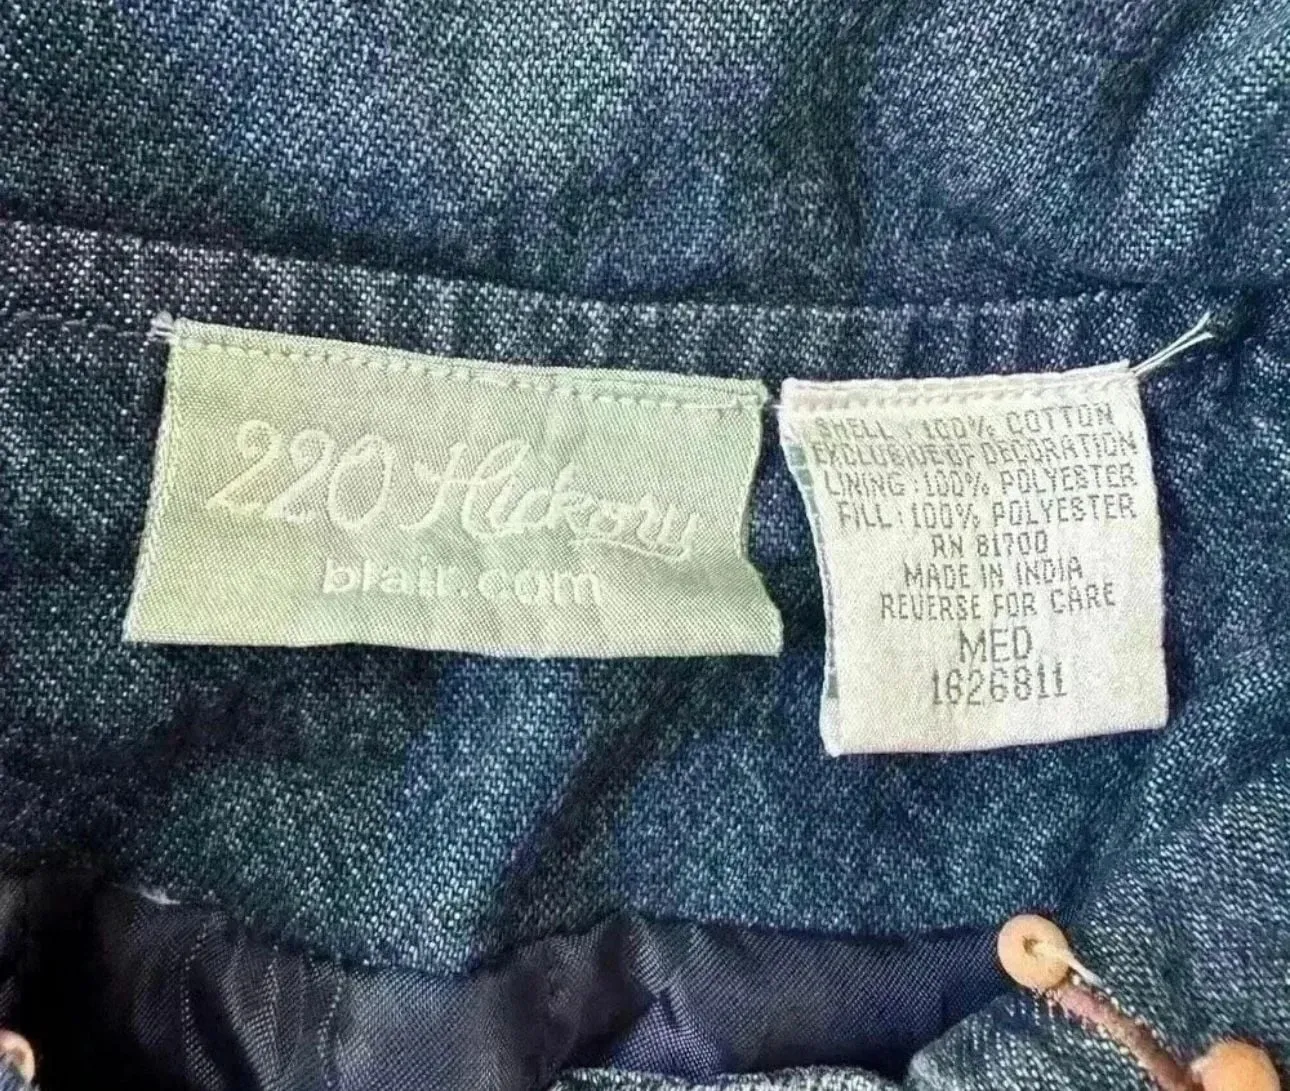 220 Hickory
blair.com
SHELL : 100% COTTON
EXCLUSIVE OF DECORATION
LINING : 100% POLYESTER
FILL : 100% POLYESTER
RN 81700
MADE IN INDIA
REVERSE FOR CARE
MED
1626811